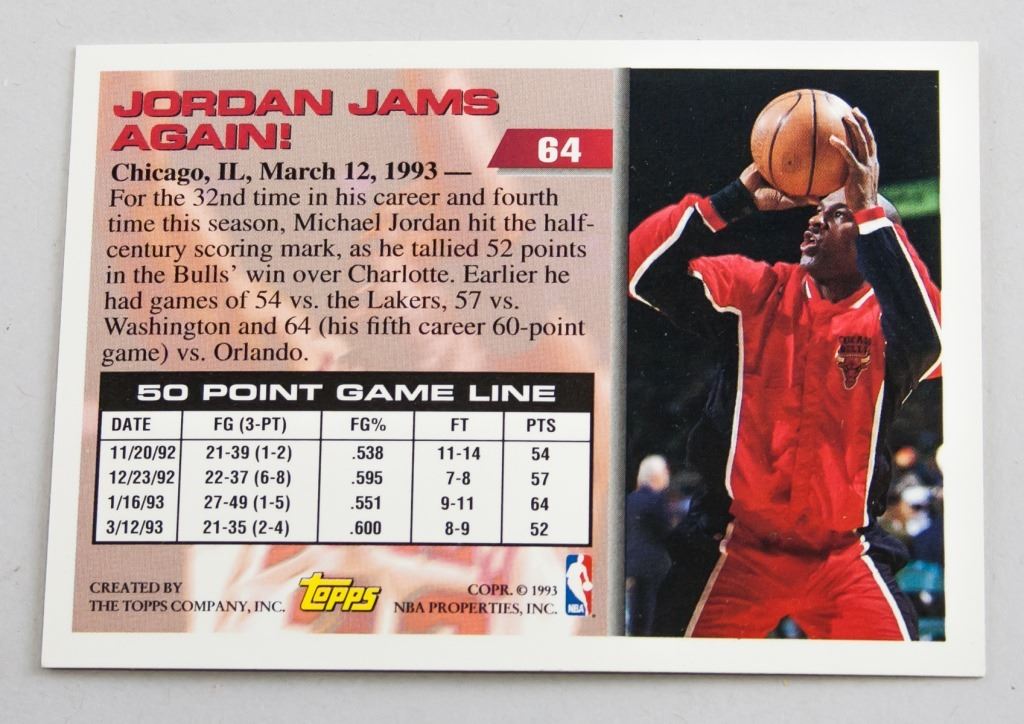 JORDAN JAMS
AGAIN!
64
Chicago, IL, March 12, 1993 —
For the 32nd time in his career and fourth
time this season, Michael Jordan hit the half-
century scoring mark, as he tallied 52 points
in the Bulls' win over Charlotte. Earlier he
had games of 54 vs. the Lakers, 57 vs.
Washington and 64 (his fifth career 60-point
game) vs. Orlando.
50 POINT GAME LINE
DATE FG (3-PT) FG% FT PTS
11/20/92 21-39 (1-2) .538 11-14 54
12/23/92 22-37 (6-8) .595 7-8 57
1/16/93 27-49 (1-5) .551 9-11 64
3/12/93 21-35 (2-4) .600 8-9 52
CREATED BY
THE TOPPS COMPANY, INC.
Topps
COPR. © 1993
NBA PROPERTIES, INC.
NBA
CHICAGO
BULLS